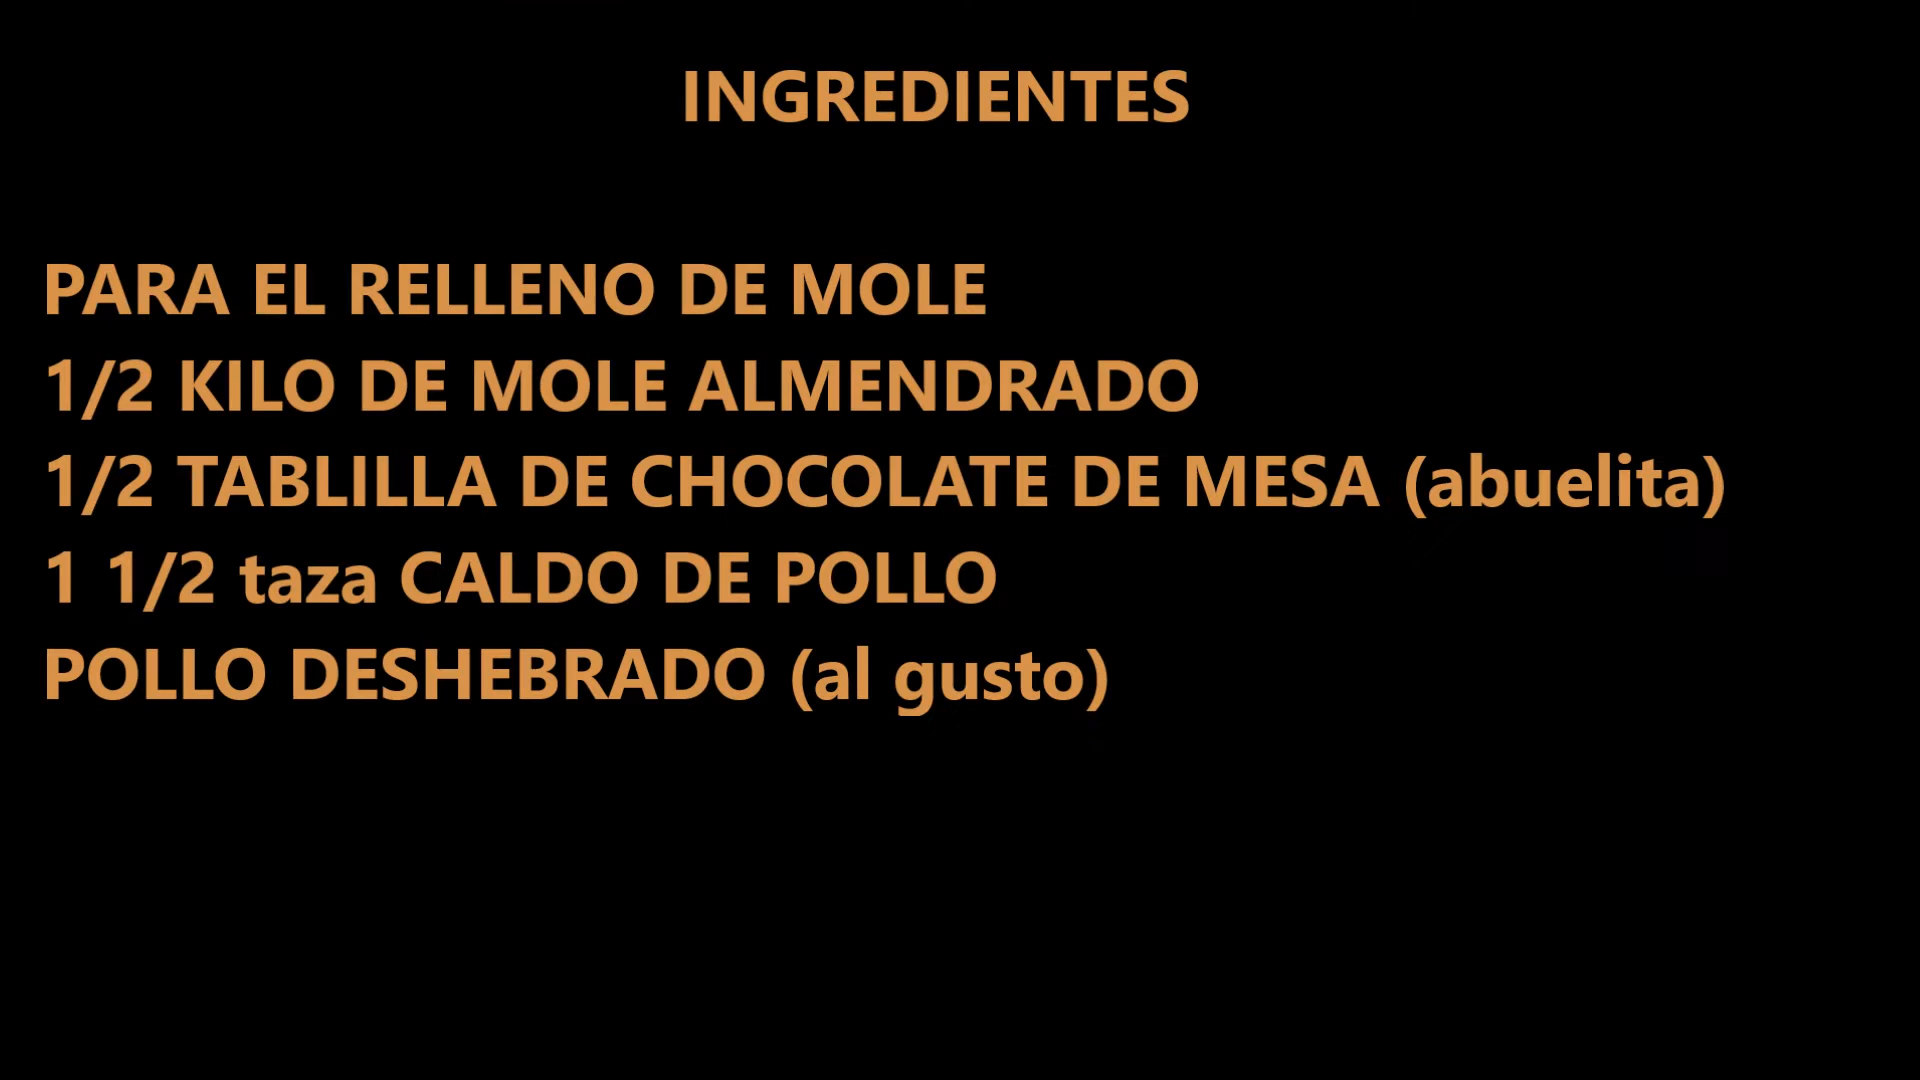 INGREDIENTES
PARA EL RELLENO DE MOLE
1/2 KILO DE MOLE ALMENDRADO
1/2 TABLILLA DE CHOCOLATE DE MESA (abuelita)
1 1/2 taza CALDO DE POLLO
POLLO DESHEBRADO (al gusto)